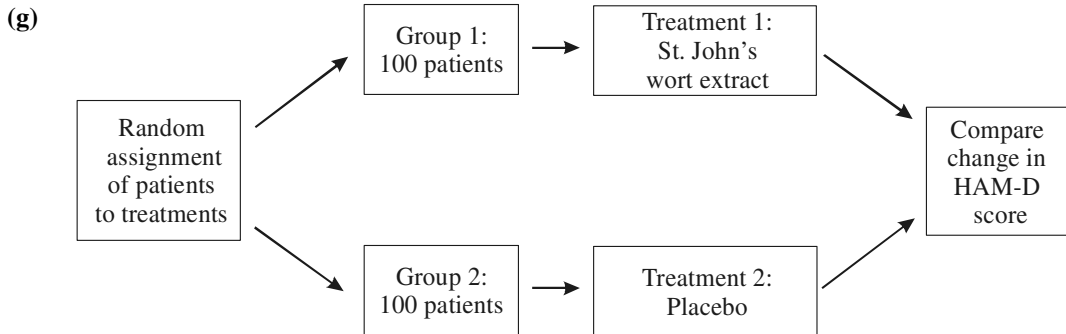 (g)
Random
assignment
of patients
to treatments
Group 1:
100 patients
Treatment 1:
St. John’s
wort extract
Group 2:
100 patients
Treatment 2:
Placebo
Compare
change in
HAM-D
score